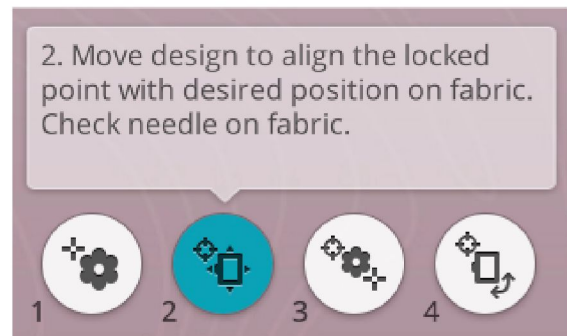 2. Move design to align the locked
point with desired position on fabric.
Check needle on fabric.
1 2 3 4